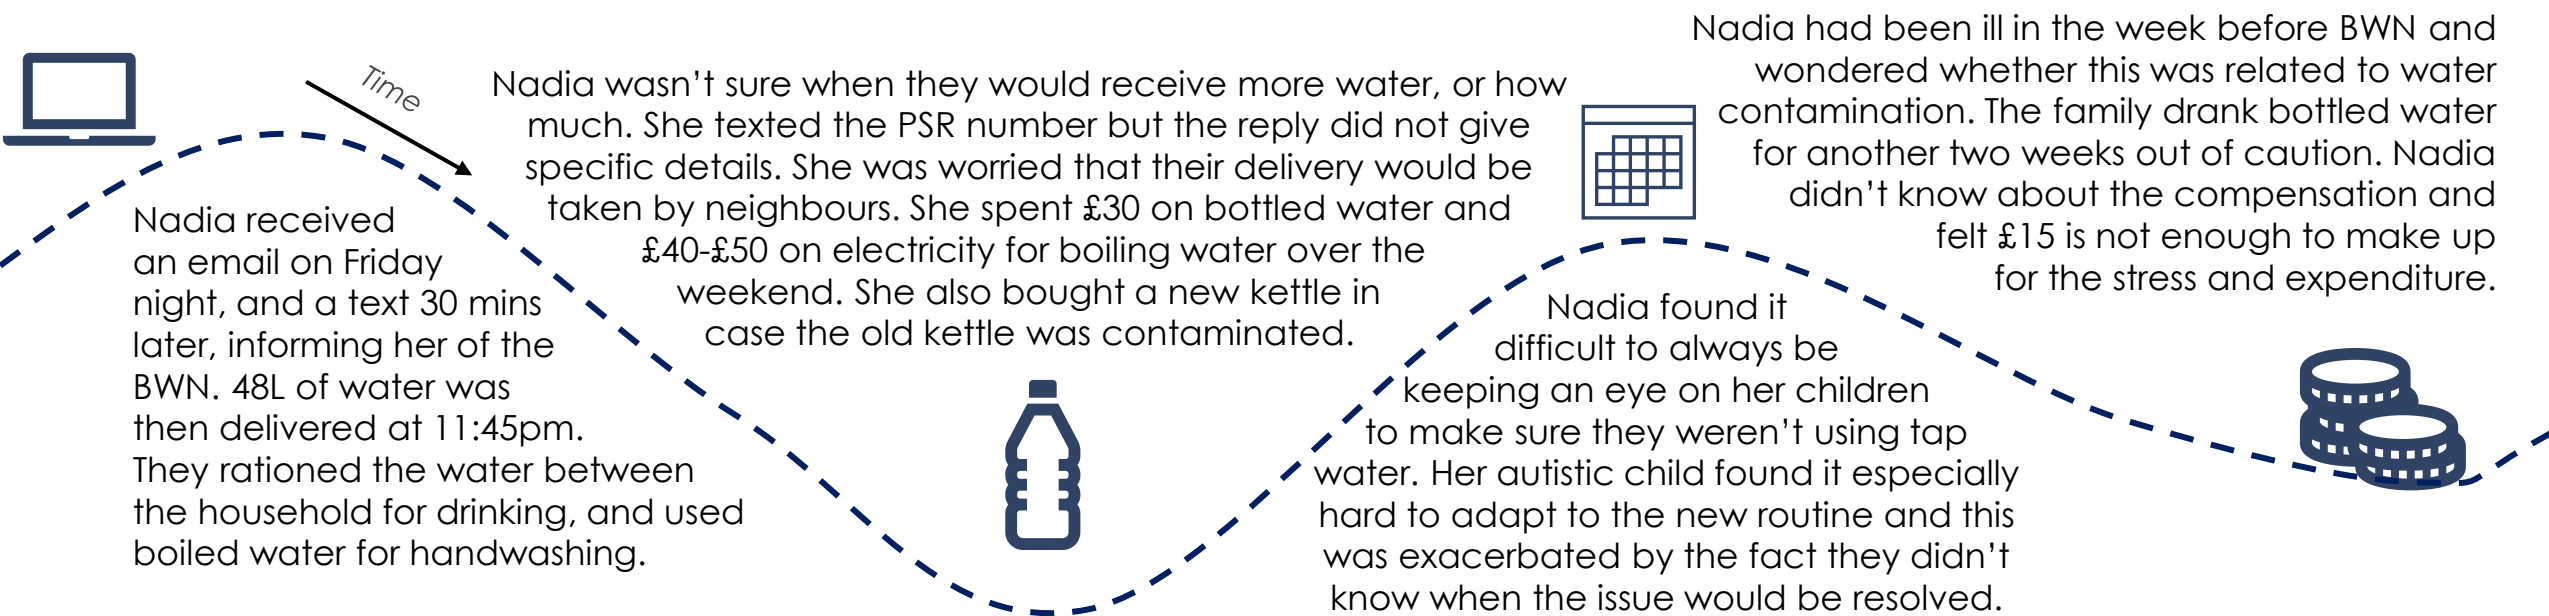 Time
Nadia received
an email on Friday
night, and a text 30 mins
later, informing her of the
BWN. 48L of water was
then delivered at 11:45pm.
They rationed the water between
the household for drinking, and used
boiled water for handwashing.
Nadia wasn't sure when they would receive more water, or how
much. She texted the PSR number but the reply did not give
specific details. She was worried that their delivery would be
taken by neighbours. She spent £30 on bottled water and
£40-£50 on electricity for boiling water over the
weekend. She also bought a new kettle in
case the old kettle was contaminated.
Nadia found it
difficult to always be
keeping an eye on her children
to make sure they weren't using tap
water. Her autistic child found it especially
hard to adapt to the new routine and this
was exacerbated by the fact they didn't
know when the issue would be resolved.
Nadia had been ill in the week before BWN and
wondered whether this was related to water
contamination. The family drank bottled water
for another two weeks out of caution. Nadia
didn't know about the compensation and
felt £15 is not enough to make up
for the stress and expenditure.